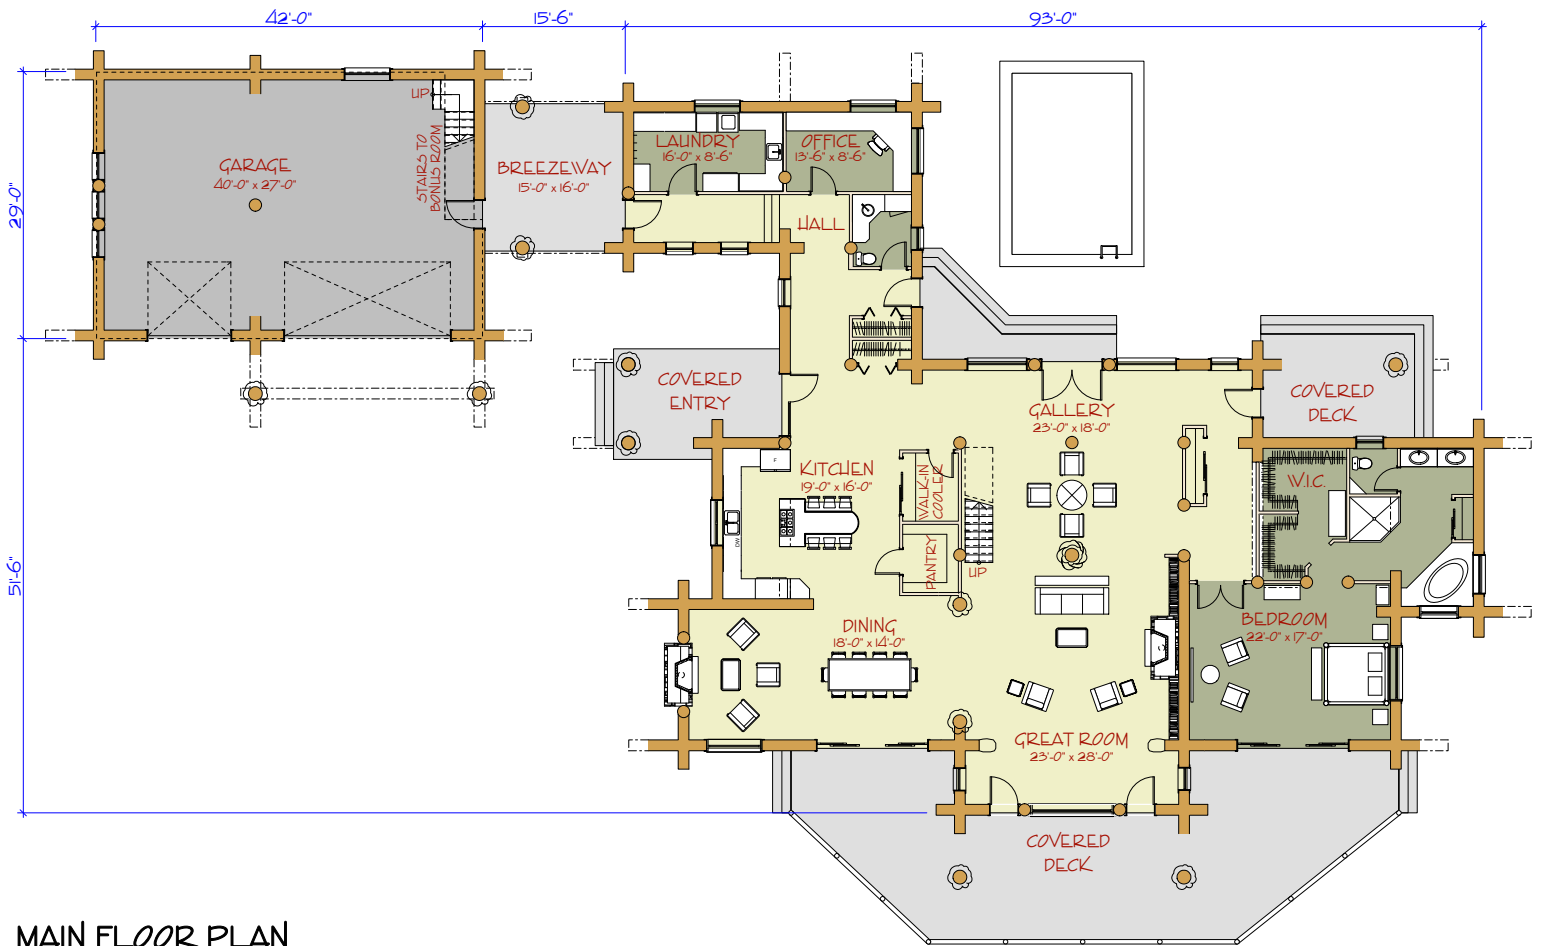 42'-0"
15'-6"
93'-0"
29'-0"
51'-6"
UP
GARAGE
40'-0" x 27'-0"
STAIRS TO
BONUS ROOM
BREEZEWAY
15'-0" x 16'-0"
LAUNDRY
16'-0" x 8'-6"
OFFICE
13'-6" x 8'-6"
HALL
COVERED
ENTRY
GALLERY
23'-0" x 18'-0"
COVERED
DECK
KITCHEN
19'-0" x 16'-0"
F
DW
WALK-IN
COOLER
PANTRY
UP
W.I.C.
DINING
18'-0" x 14'-0"
BEDROOM
22'-0" x 17'-0"
GREAT ROOM
23'-0" x 28'-0"
COVERED
DECK
MAIN FLOOR PLAN